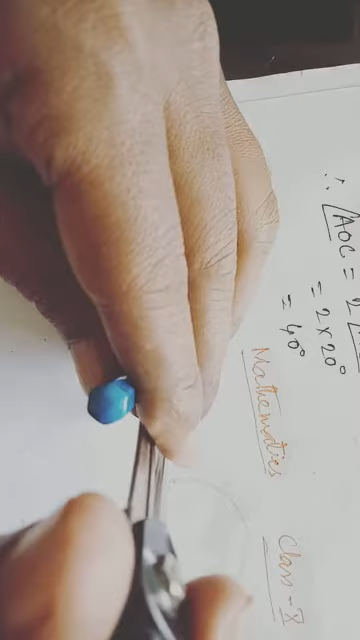 ∴ ∠AOC = 2
= 2 × 20°
= 40°
Mathematics Class - X